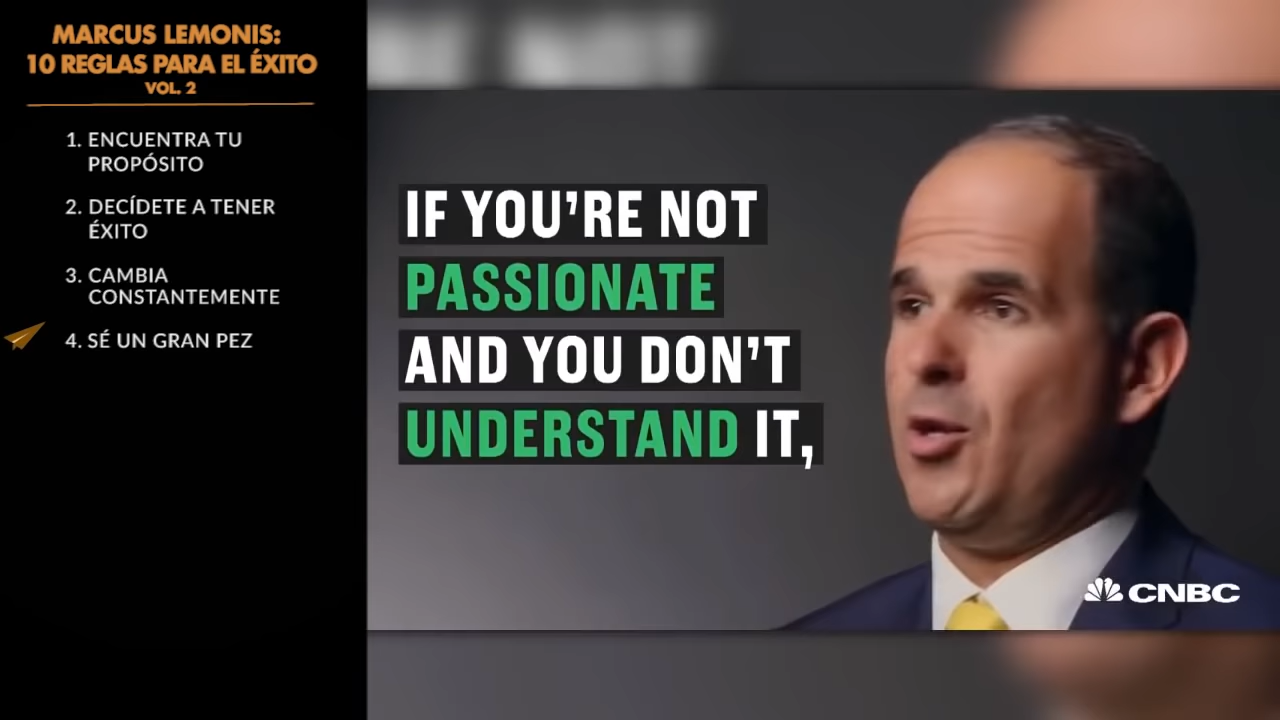 MARCUS LEMONIS:
10 REGLAS PARA EL ÉXITO
VOL. 2
1. ENCUENTRA TU
PROPÓSITO
2. DECÍDETE A TENER
ÉXITO
3. CAMBIA
CONSTANTEMENTE
4. SÉ UN GRAN PEZ
IF YOU'RE NOT
PASSIONATE
AND YOU DON'T
UNDERSTAND IT,
CNBC